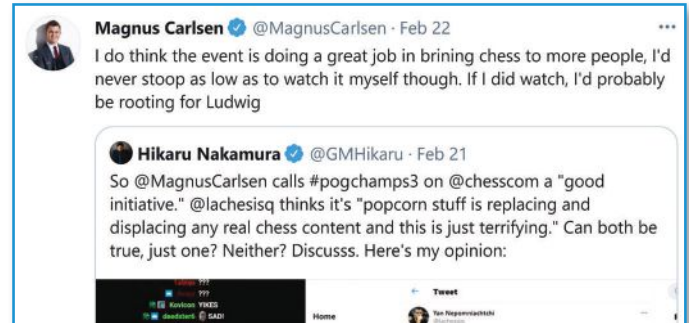 Magnus Carlsen @MagnusCarlsen · Feb 22
I do think the event is doing a great job in brining chess to more people, I'd
never stoop as low as to watch it myself though. If I did watch, I'd probably
be rooting for Ludwig
Hikaru Nakamura @GMHikaru · Feb 21
So @MagnusCarlsen calls #pogchamps3 on @chesscom a "good
initiative." @lachesisq thinks it's "popcorn stuff is replacing and
displacing any real chess content and this is just terrifying." Can both be
true, just one? Neither? Discusss. Here's my opinion:
???
Tweet
???
Kovloan YIKES
Home
Yan Nepomniachtchi
SAD!